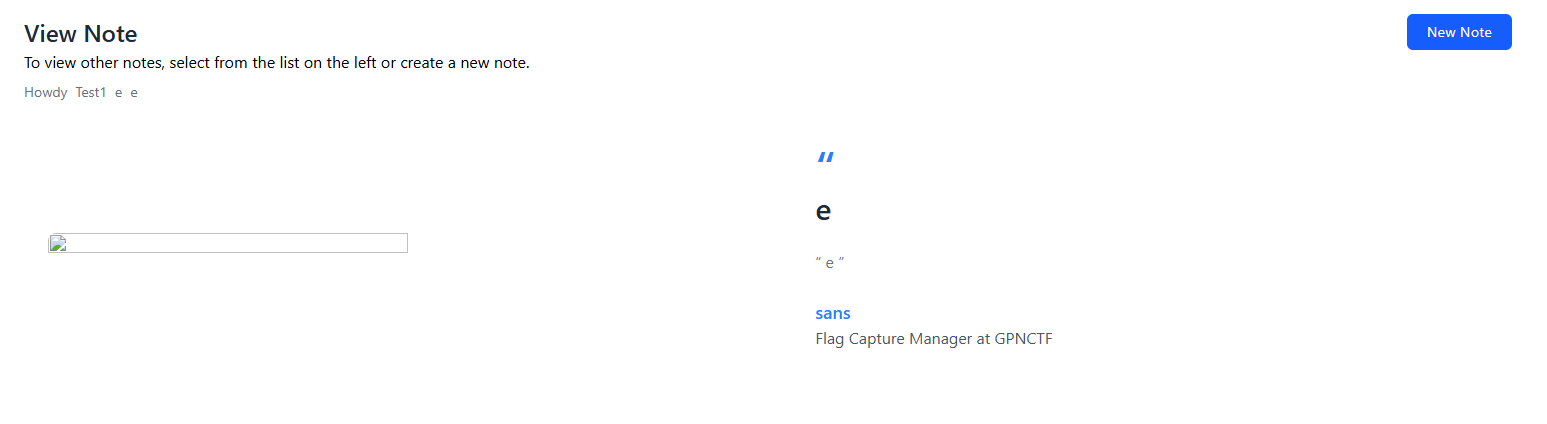 View Note
New Note
To view other notes, select from the list on the left or create a new note.
Howdy Test1 e e
“
e
“ e ”
sans
Flag Capture Manager at GPNCTF